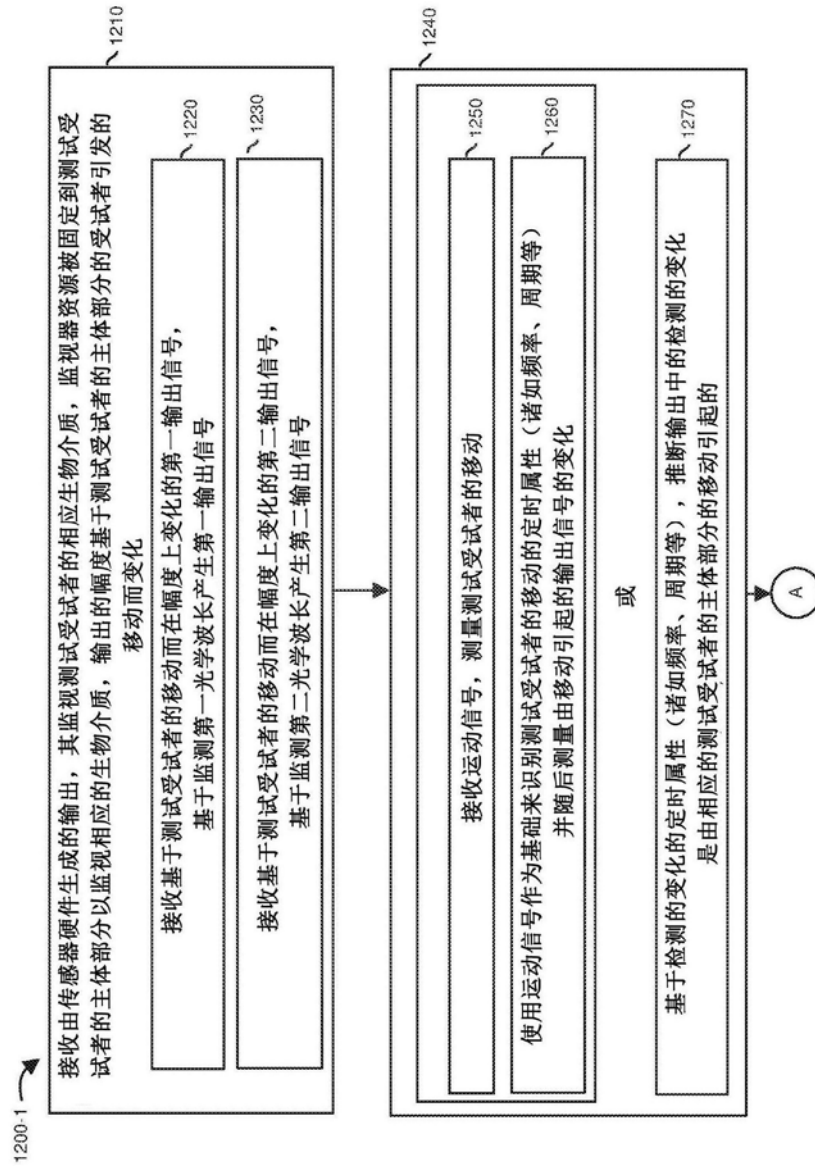 1200-1
1210
接收由传感器硬件生成的输出，其监视测试受试者的相应生物介质，监视器资源被固定到测试受
试者的主体部分以监视相应的生物介质，输出的幅度基于测试受试者的主体部分的受试者引发的
移动而变化
1220
接收基于测试受试者的移动而在幅度上变化的第一输出信号，
基于监测第一光学波长产生第一输出信号
1230
接收基于测试受试者的移动而在幅度上变化的第二输出信号，
基于监测第二光学波长产生第二输出信号
1240
1250
接收运动信号，测量测试受试者的移动
1260
使用运动信号作为基础来识别测试受试者的移动的定时属性（诸如频率、周期等）
并随后测量由移动引起的输出信号的变化
或
1270
基于检测的变化的定时属性（诸如频率、周期等），推断输出中的检测的变化
是由相应的测试受试者的主体部分的移动引起的
A